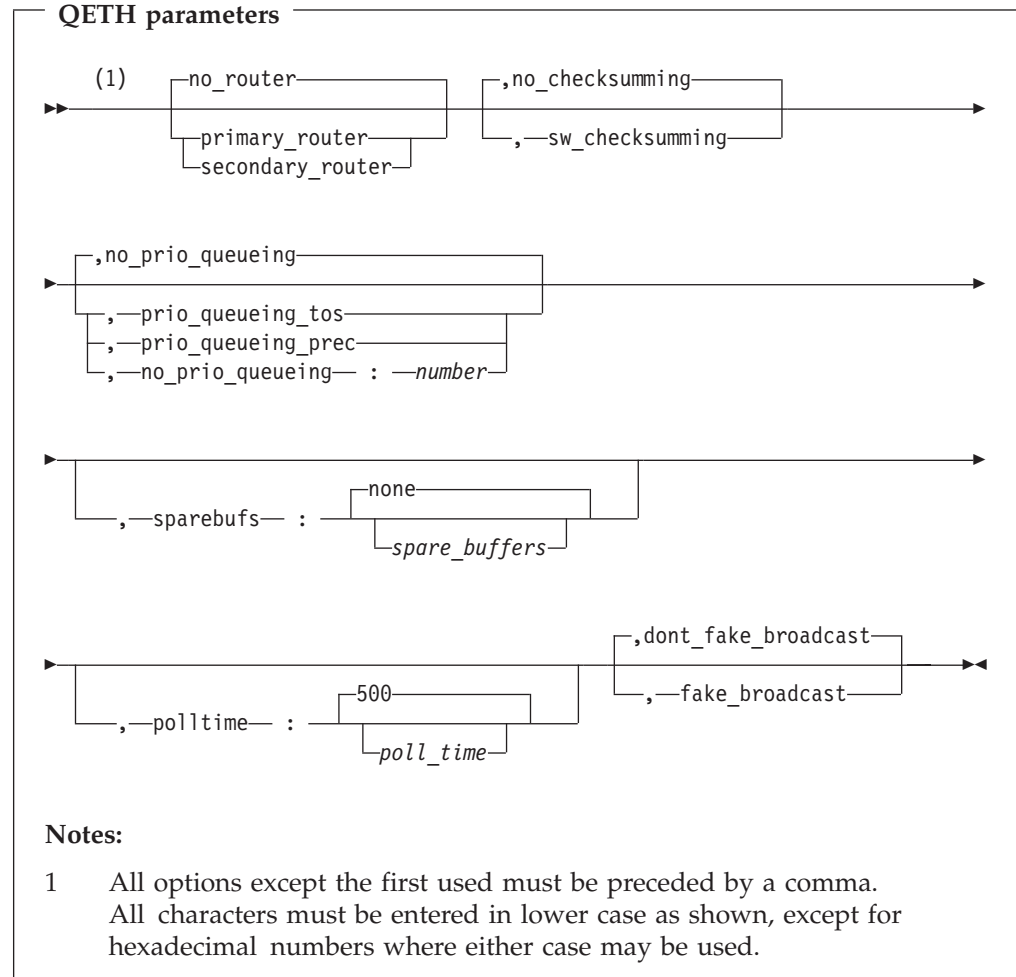 QETH parameters
(1) no_router ,no_checksumming
primary_router , sw_checksumming
secondary_router
,no_prio_queueing
, prio_queueing_tos
, prio_queueing_prec
, no_prio_queueing : number
none
, sparebufs :
spare_buffers
,dont_fake_broadcast
500 , fake_broadcast
, polltime :
poll_time
Notes:
1 All options except the first used must be preceded by a comma.
All characters must be entered in lower case as shown, except for
hexadecimal numbers where either case may be used.